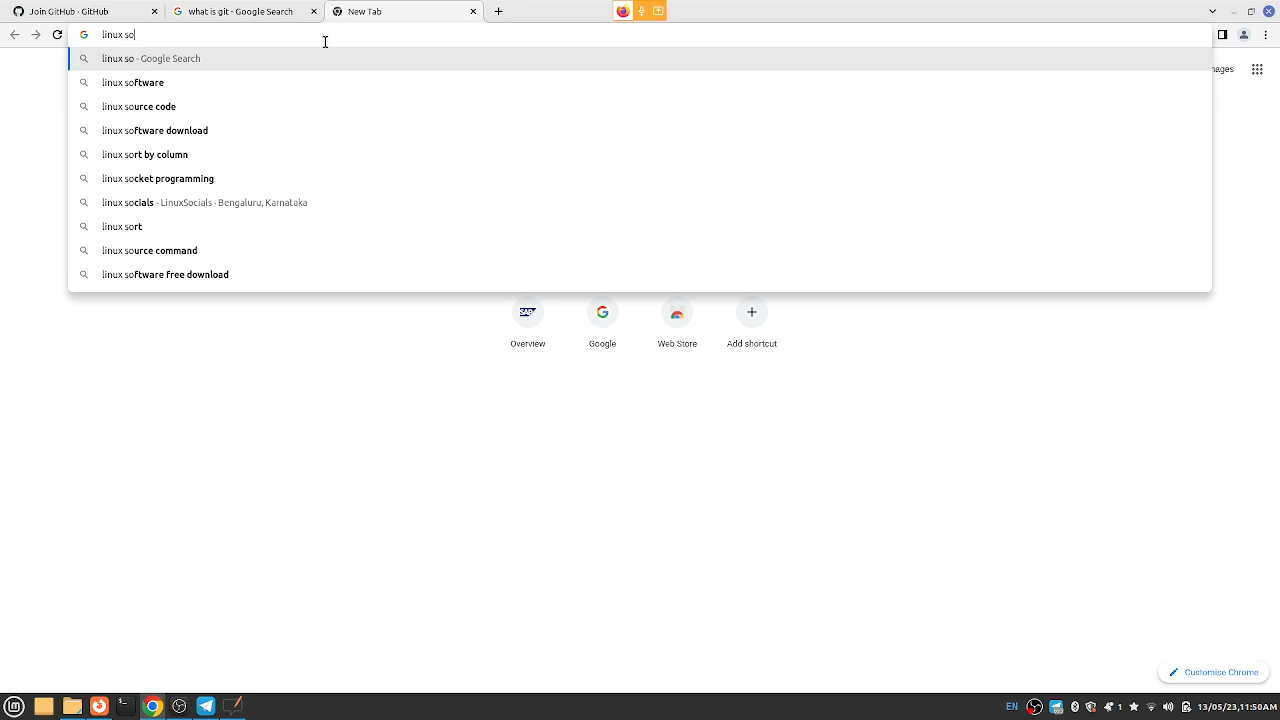 Join GitHub · GitHub
what is git - Google Search
New Tab
linux so
linux so - Google Search
linux software
linux source code
linux software download
linux sort by column
linux socket programming
linux socials - LinuxSocials · Bengaluru, Karnataka
linux sort
linux source command
linux software free download
ages
Overview
Google
Web Store
Add shortcut
Customise Chrome
EN
1
13/05/23,11:50AM